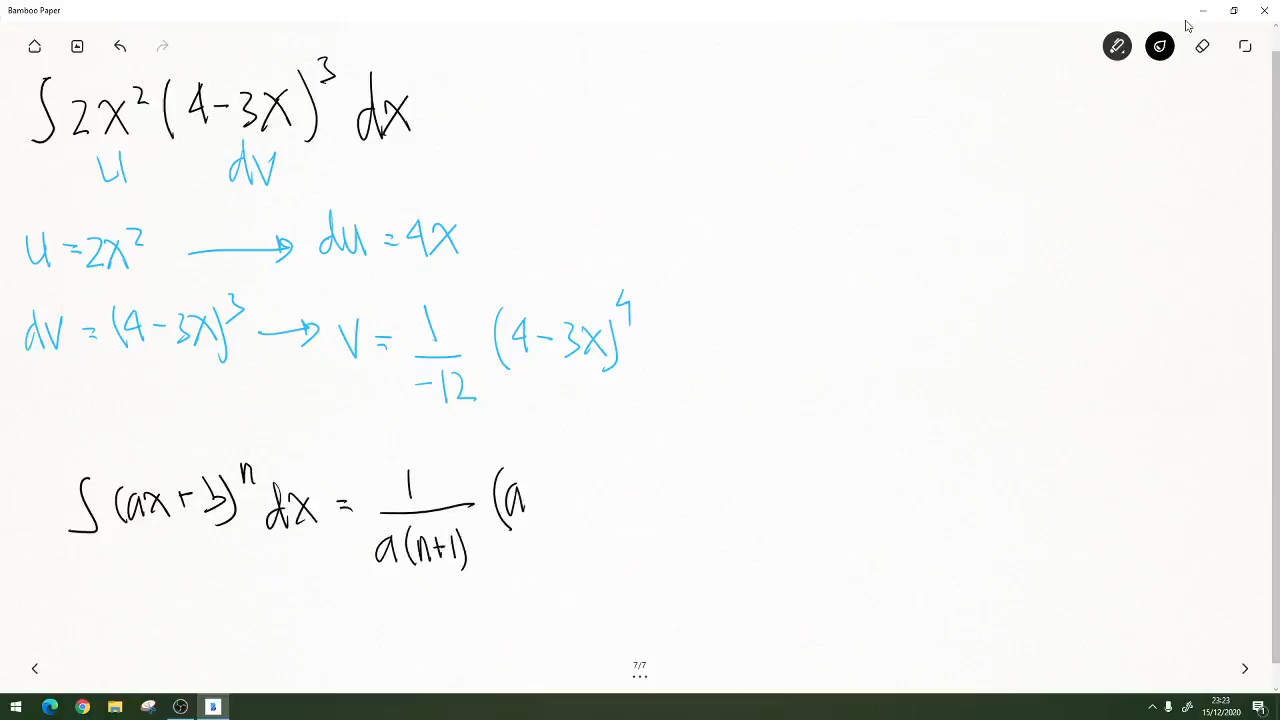 Bamboo Paper
∫ 2x² (4-3x)³ dx
u dv
u = 2x² → du = 4x
dv = (4-3x)³ → v = 1/-12 (4-3x)⁴
∫ (ax+b)ⁿ dx = 1/a(n+1) (a
7/7
23:23
15/12/2020